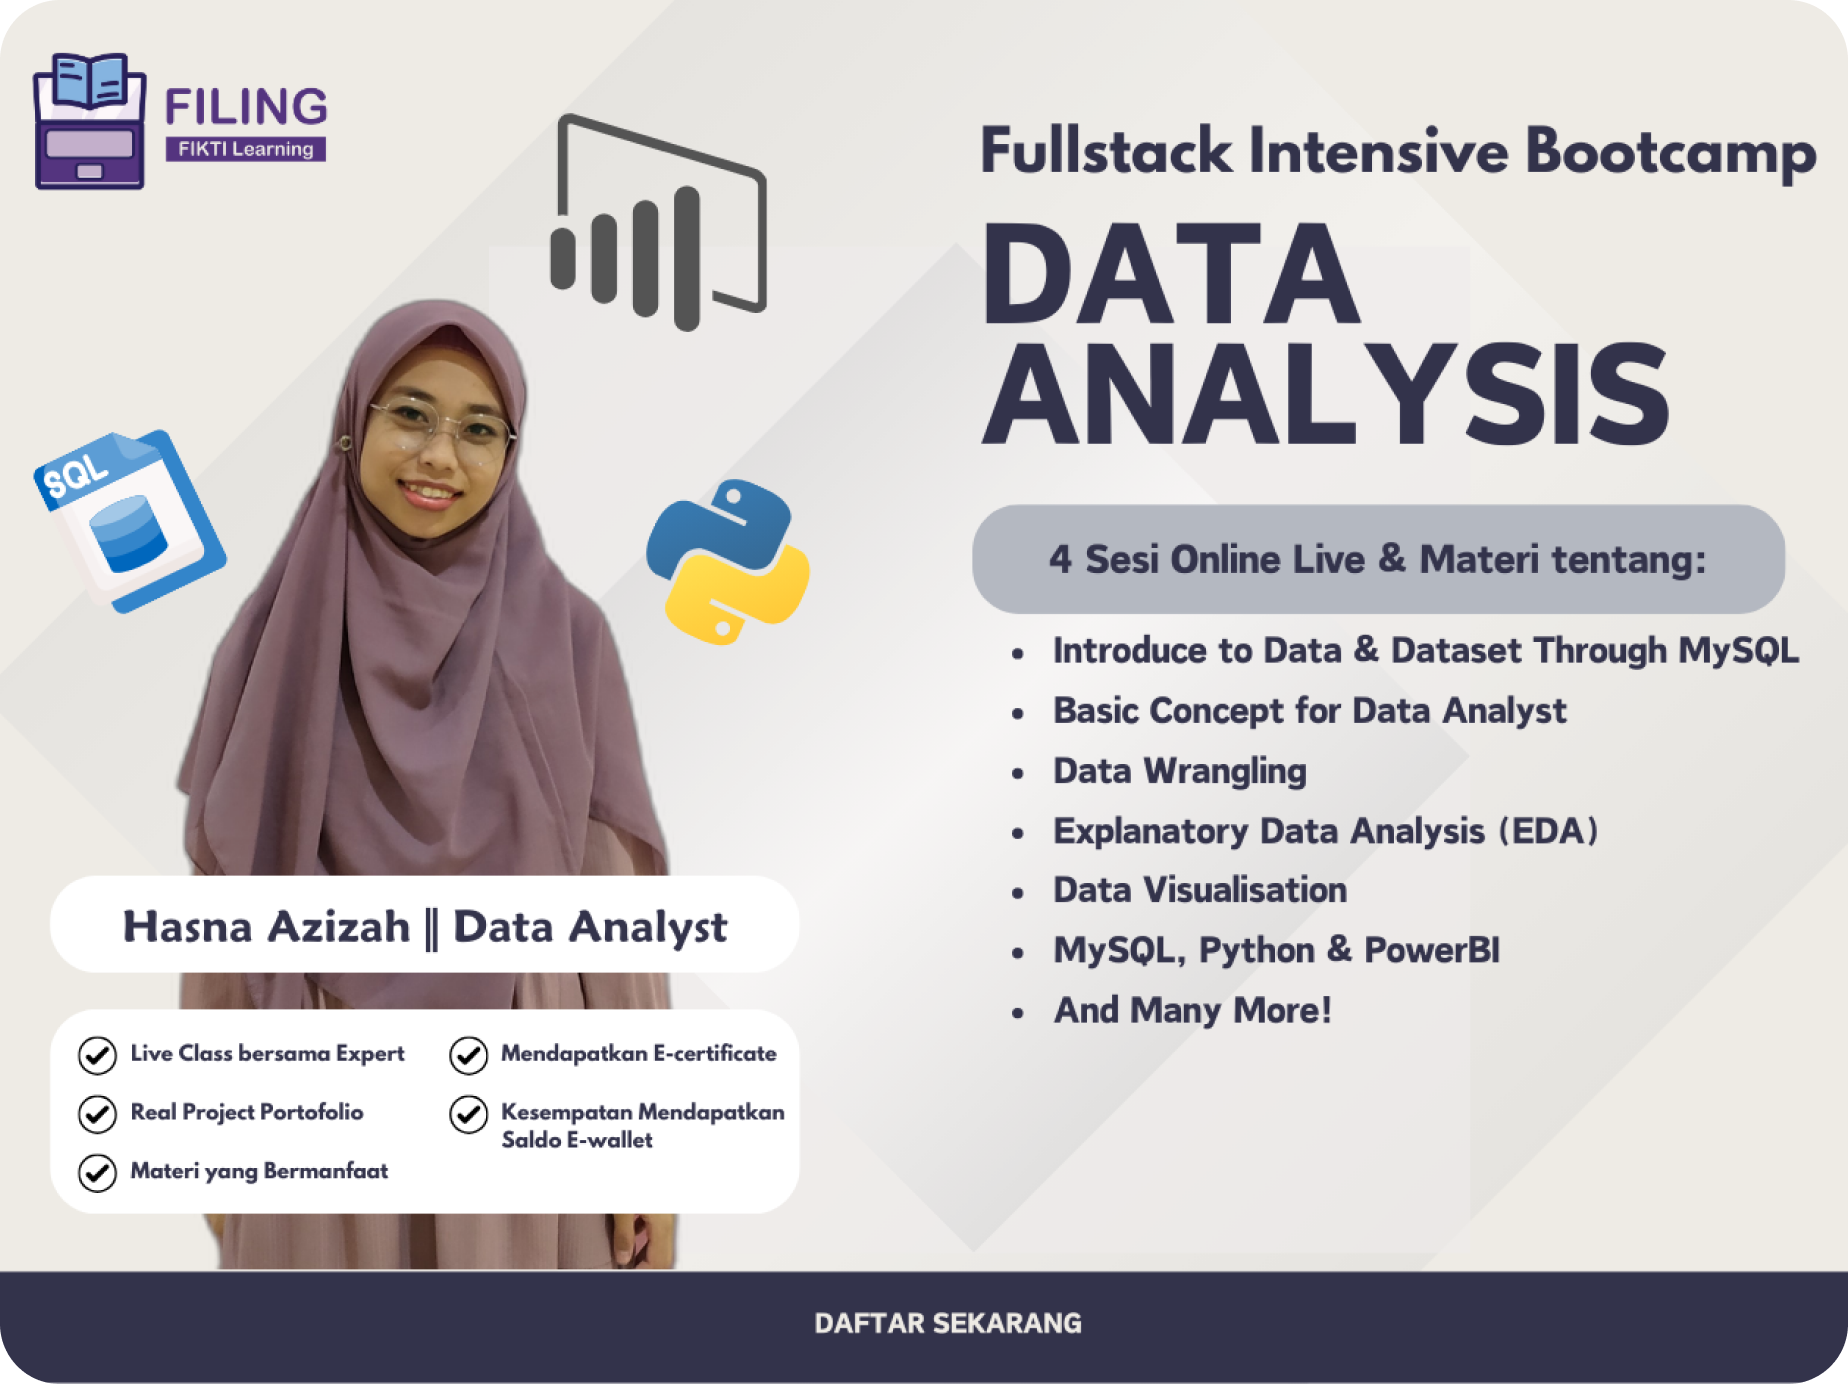 FILING
FIKTI Learning
Fullstack Intensive Bootcamp
DATA
ANALYSIS
SQL
4 Sesi Online Live & Materi tentang:
• Introduce to Data & Dataset Through MySQL
• Basic Concept for Data Analyst
• Data Wrangling
• Explanatory Data Analysis (EDA)
• Data Visualisation
• MySQL, Python & PowerBI
• And Many More!
Hasna Azizah || Data Analyst
Live Class bersama Expert
Real Project Portofolio
Materi yang Bermanfaat
Mendapatkan E-certificate
Kesempatan Mendapatkan
Saldo E-wallet
DAFTAR SEKARANG